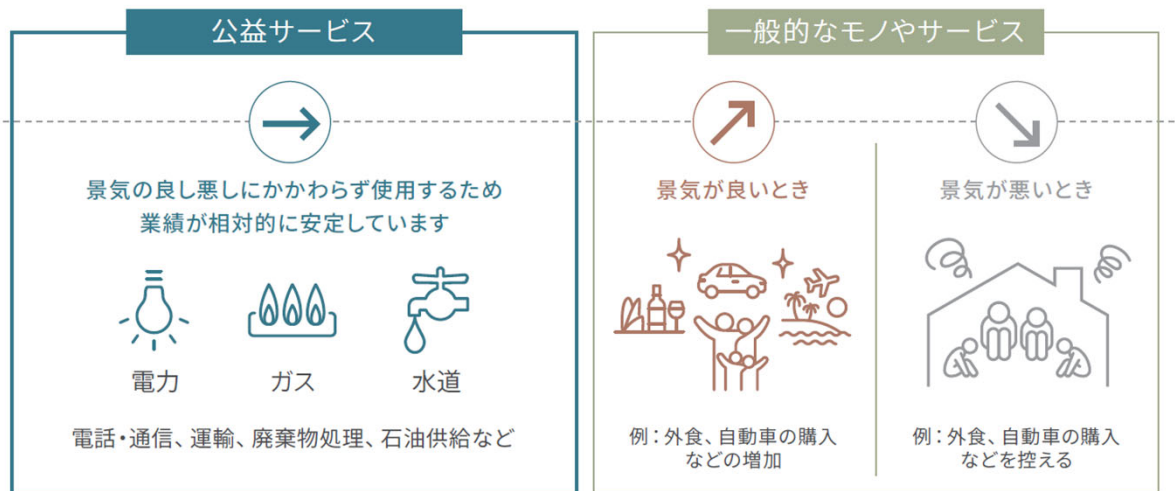 公益サービス
景気の良し悪しにかかわらず使用するため
業績が相対的に安定しています
電力
ガス
水道
電話・通信、運輸、廃棄物処理、石油供給など
一般的なモノやサービス
景気が良いとき
例：外食、自動車の購入
などの増加
景気が悪いとき
例：外食、自動車の購入
などを控える